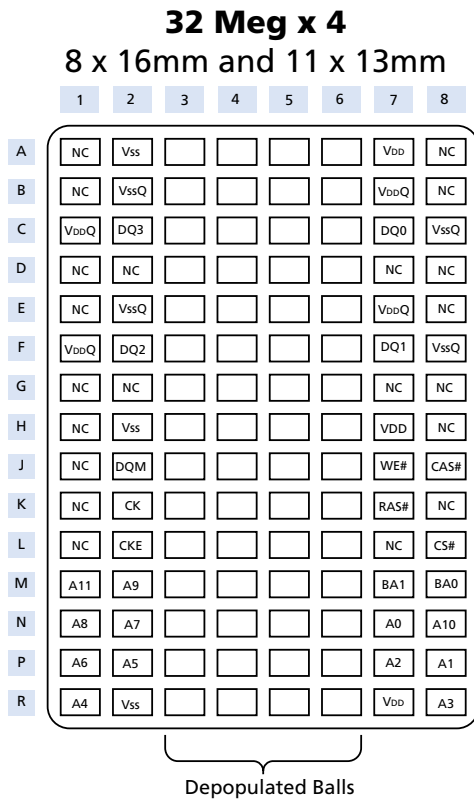 32 Meg x 4
8 x 16mm and 11 x 13mm
1 2 3 4 5 6 7 8
A NC Vss VDD NC
B NC VssQ VDDQ NC
C VDDQ DQ3 DQ0 VssQ
D NC NC NC NC
E NC VssQ VDDQ NC
F VDDQ DQ2 DQ1 VssQ
G NC NC NC NC
H NC Vss VDD NC
J NC DQM WE# CAS#
K NC CK RAS# NC
L NC CKE NC CS#
M A11 A9 BA1 BA0
N A8 A7 A0 A10
P A6 A5 A2 A1
R A4 Vss VDD A3
Depopulated Balls